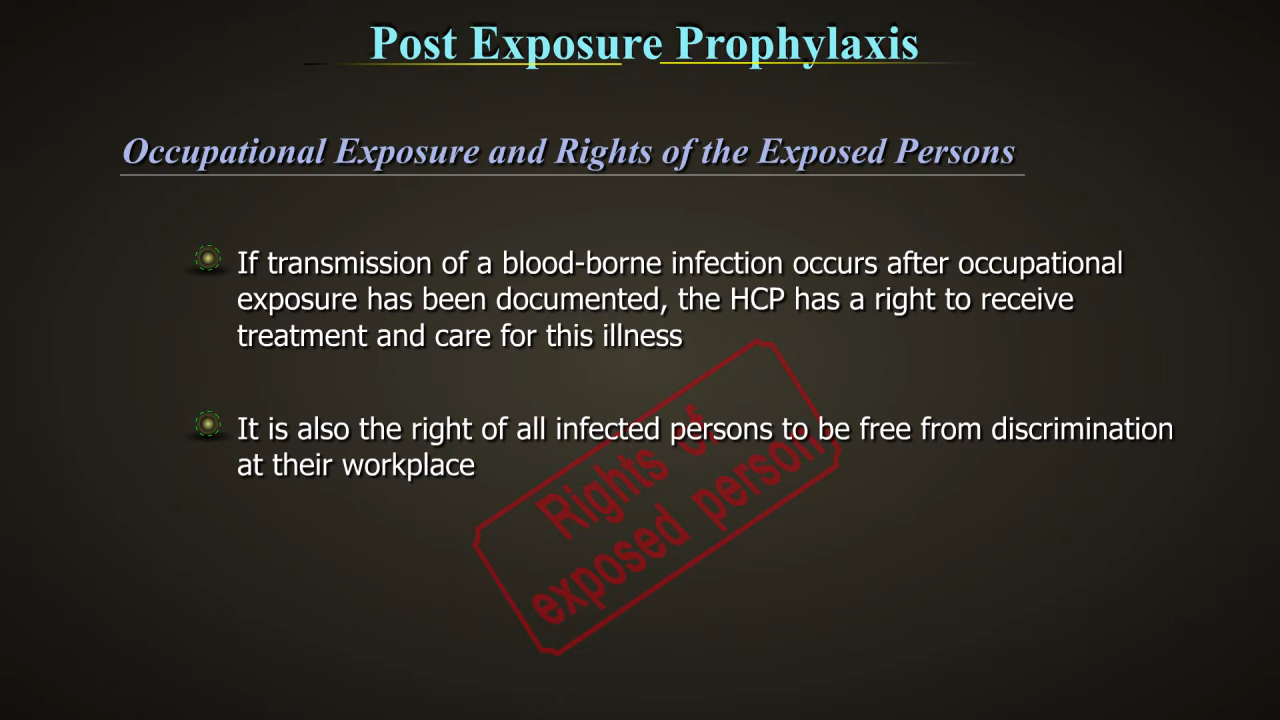 Post Exposure Prophylaxis
Occupational Exposure and Rights of the Exposed Persons
If transmission of a blood-borne infection occurs after occupational
exposure has been documented, the HCP has a right to receive
treatment and care for this illness
It is also the right of all infected persons to be free from discrimination
at their workplace
Rights of
exposed person